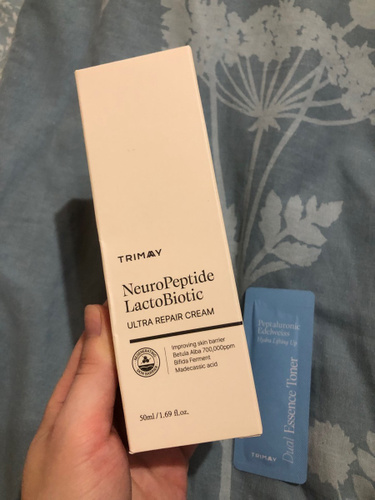 TRIMAY
NeuroPeptide
LactoBiotic
ULTRA REPAIR CREAM
Improving skin barrier
Betula Alba 700,000ppm
Bifida Ferment
Madecassic acid
50ml / 1.69 fl.oz.
Dual Essence Toner
TRIMAY